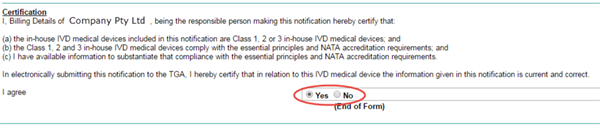 Certification
I, Billing Details of Company Pty Ltd , being the responsible person making this notification hereby certify that:
(a) the in-house IVD medical devices included in this notification are Class 1, 2 or 3 in-house IVD medical devices; and
(b) the Class 1, 2 and 3 in-house IVD medical devices comply with the essential principles and NATA accreditation requirements; and
(c) I have available information to substantiate that compliance with the essential principles and NATA accreditation requirements.
In electronically submitting this notification to the TGA, I hereby certify that in relation to this IVD medical device the information given in this notification is current and correct.
I agree Yes No
(End of Form)